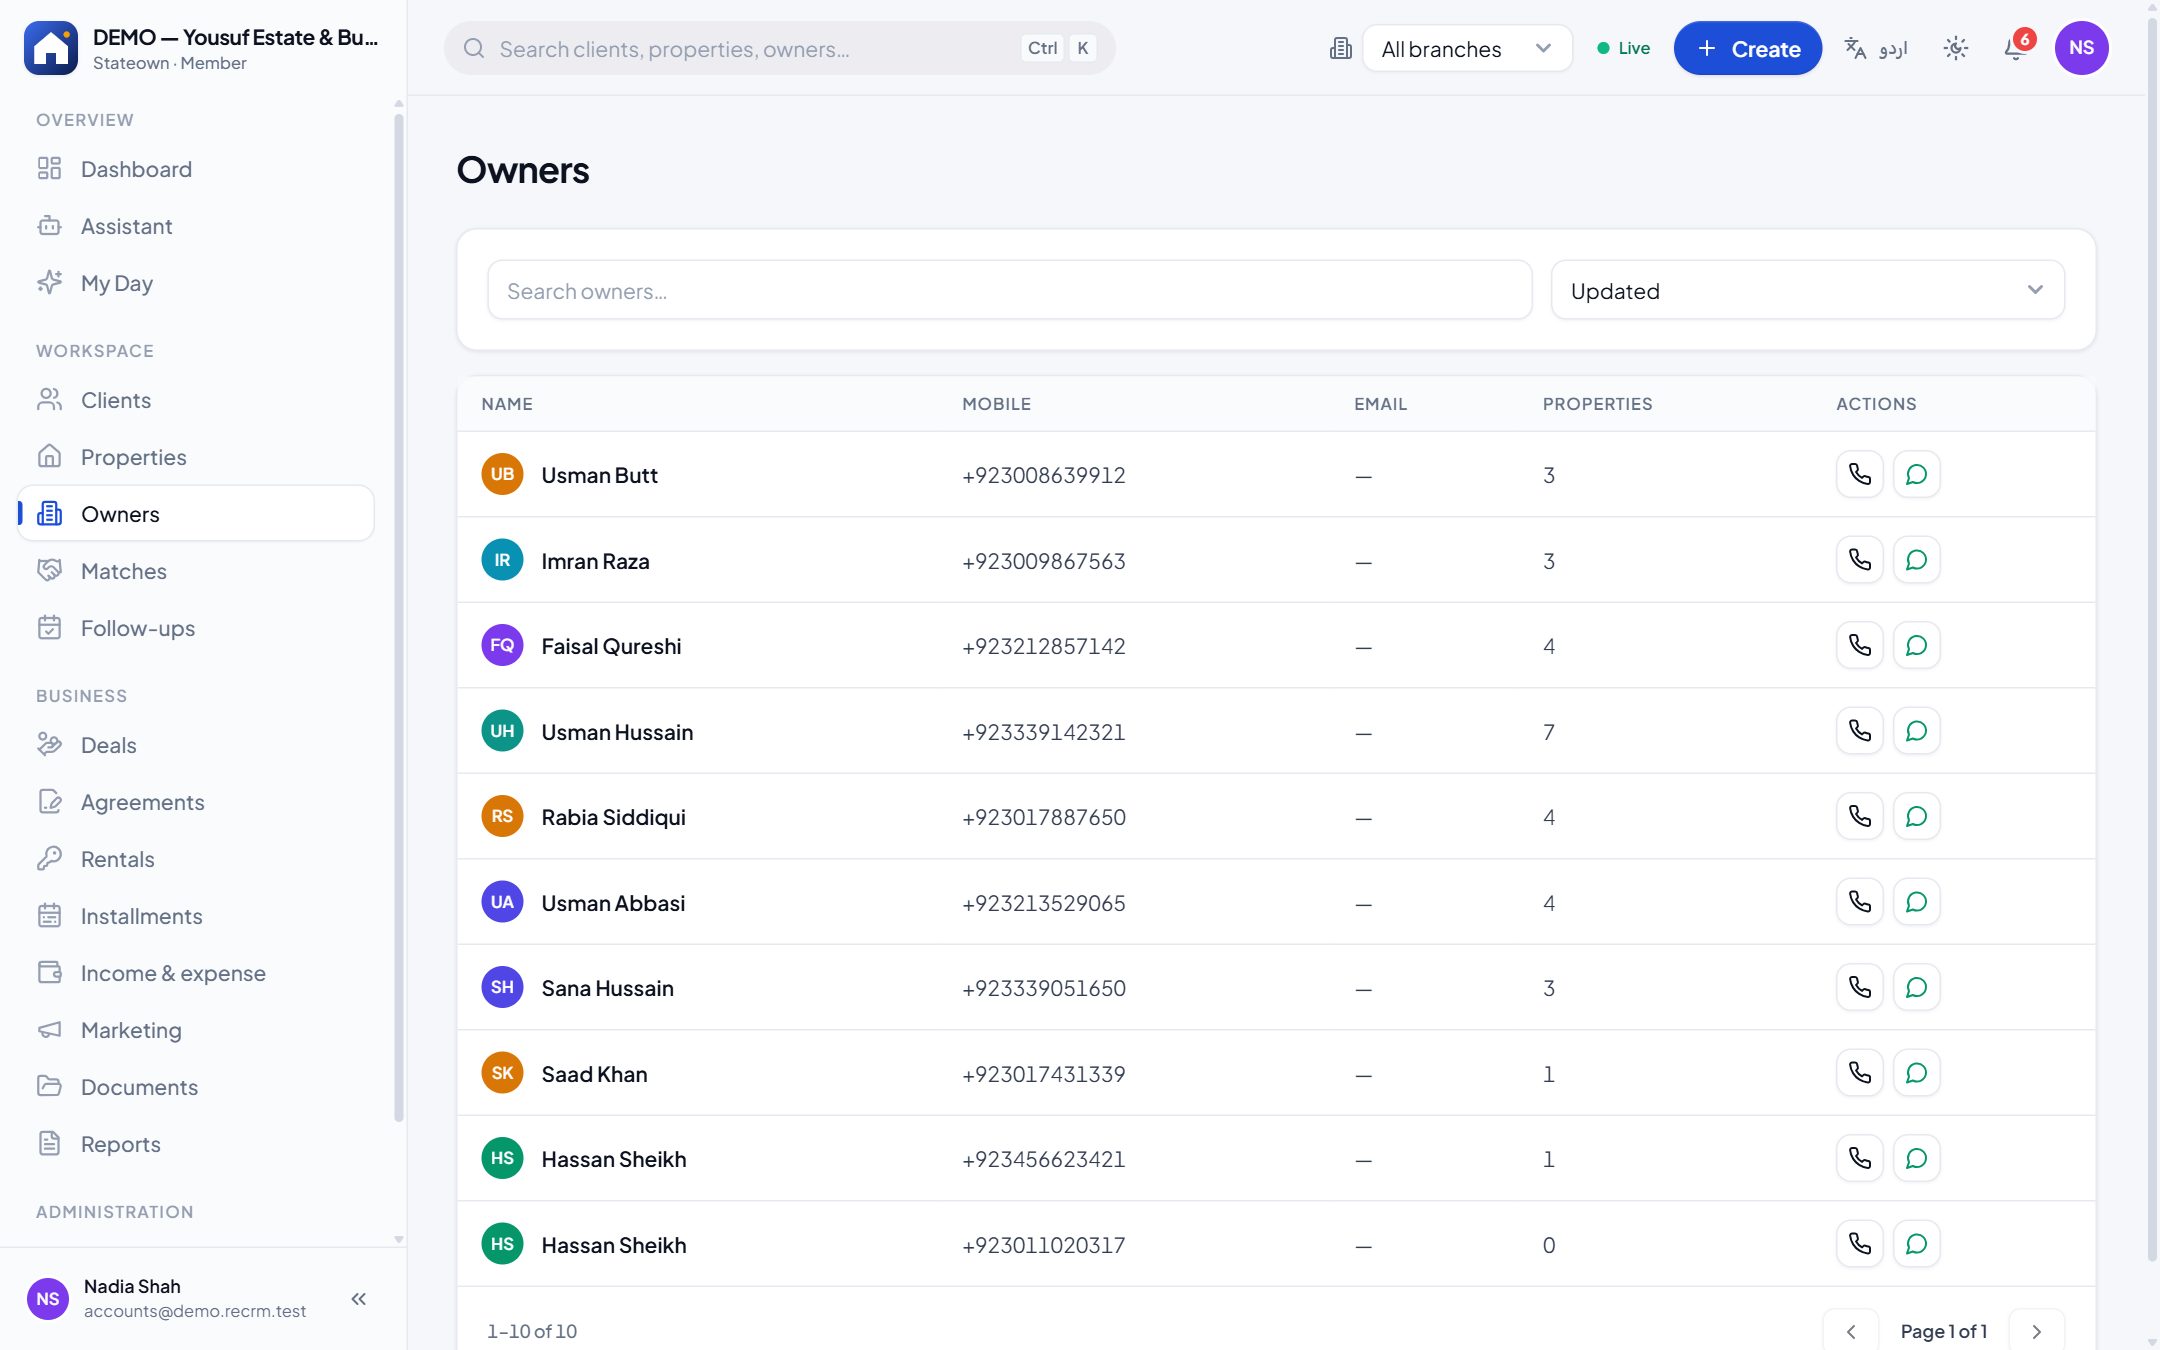 DEMO — Yousuf Estate & Bu...
Stateown · Member
OVERVIEW
Dashboard
Assistant
My Day
WORKSPACE
Clients
Properties
Owners
Matches
Follow-ups
BUSINESS
Deals
Agreements
Rentals
Installments
Income & expense
Marketing
Documents
Reports
ADMINISTRATION
NS
Nadia Shah
accounts@demo.recrm.test
Search clients, properties, owners...
Ctrl K
All branches
Live
+ Create
اردو
6
NS
Owners
Search owners...
Updated
NAME MOBILE EMAIL PROPERTIES ACTIONS
UB Usman Butt +923008639912 — 3
IR Imran Raza +923009867563 — 3
FQ Faisal Qureshi +923212857142 — 4
UH Usman Hussain +923339142321 — 7
RS Rabia Siddiqui +923017887650 — 4
UA Usman Abbasi +923213529065 — 4
SH Sana Hussain +923339051650 — 3
SK Saad Khan +923017431339 — 1
HS Hassan Sheikh +923456623421 — 1
HS Hassan Sheikh +923011020317 — 0
1–10 of 10
Page 1 of 1